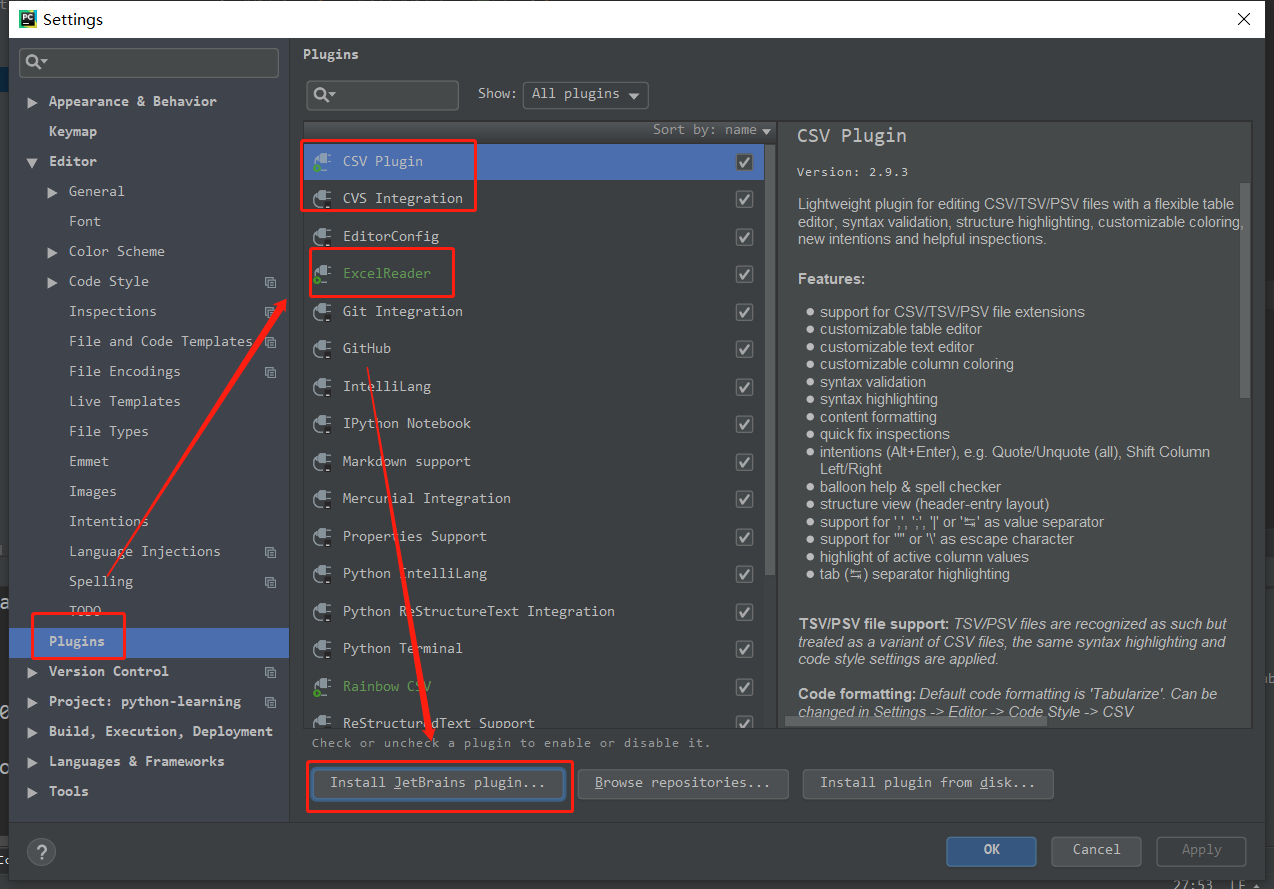 PC
Settings
Appearance & Behavior
Keymap
Editor
General
Font
Color Scheme
Code Style
Inspections
File and Code Templates
File Encodings
Live Templates
File Types
Emmet
Images
Intentions
Language Injections
Spelling
TODO
Plugins
Version Control
Project: python-learning
Build, Execution, Deployment
Languages & Frameworks
Tools
?
Plugins
Show: All plugins
Sort by: name
CSV Plugin
CVS Integration
EditorConfig
ExcelReader
Git Integration
GitHub
IntelliLang
IPython Notebook
Markdown support
Mercurial Integration
Properties Support
Python IntelliLang
Python ReStructureText Integration
Python Terminal
Rainbow CSV
ReStructuredText Support
Check or uncheck a plugin to enable or disable it.
Install JetBrains plugin...
Browse repositories...
Install plugin from disk...
CSV Plugin
Version: 2.9.3
Lightweight plugin for editing CSV/TSV/PSV files with a flexible table
editor, syntax validation, structure highlighting, customizable coloring,
new intentions and helpful inspections.
Features:
● support for CSV/TSV/PSV file extensions
● customizable table editor
● customizable text editor
● customizable column coloring
● syntax validation
● syntax highlighting
● content formatting
● quick fix inspections
● intentions (Alt+Enter), e.g. Quote/Unquote (all), Shift Column
Left/Right
● balloon help & spell checker
● structure view (header-entry layout)
● support for ',', ';', '|' or '↹' as value separator
● support for '"' or '\' as escape character
● highlight of active column values
● tab (↹) separator highlighting
TSV/PSV file support: TSV/PSV files are recognized as such but
treated as a variant of CSV files, the same syntax highlighting and
code style settings are applied.
Code formatting: Default code formatting is 'Tabularize'. Can be
changed in Settings -> Editor -> Code Style -> CSV
OK
Cancel
Apply
27:53